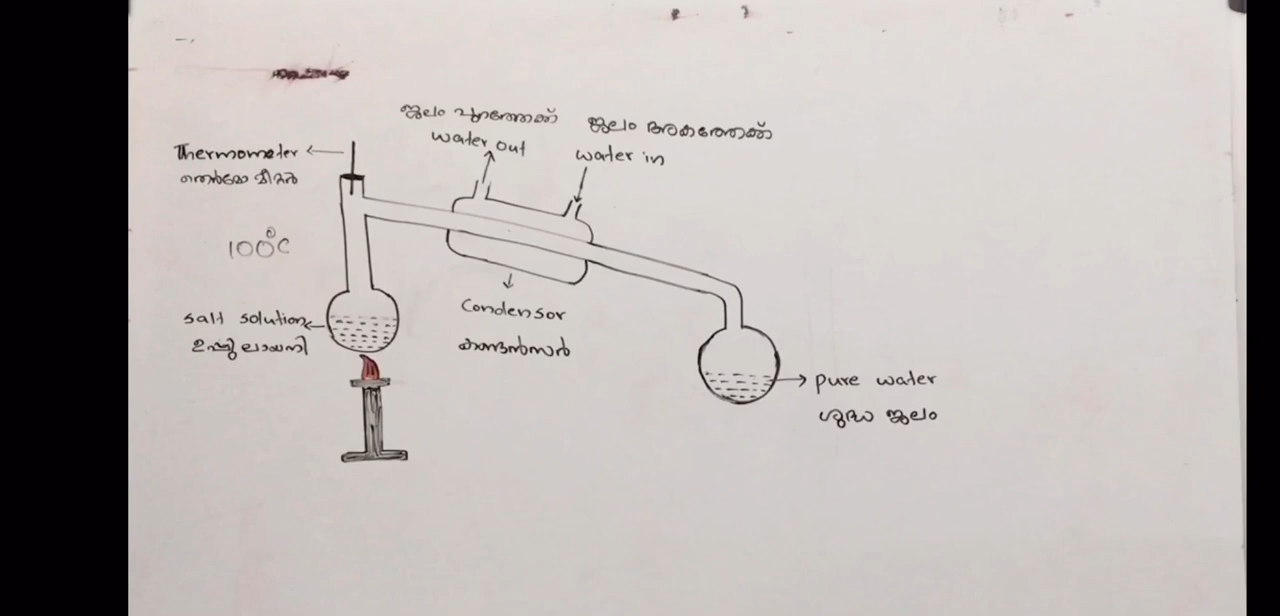 ജലം പുറത്തേക്ക്
water out
ജലം അകത്തേക്ക്
water in
Thermometer
തെർമോമീറ്റർ
100°C
salt solution
ഉപ്പു ലായനി
Condensor
കണ്ടൻസർ
pure water
ശുദ്ധ ജലം